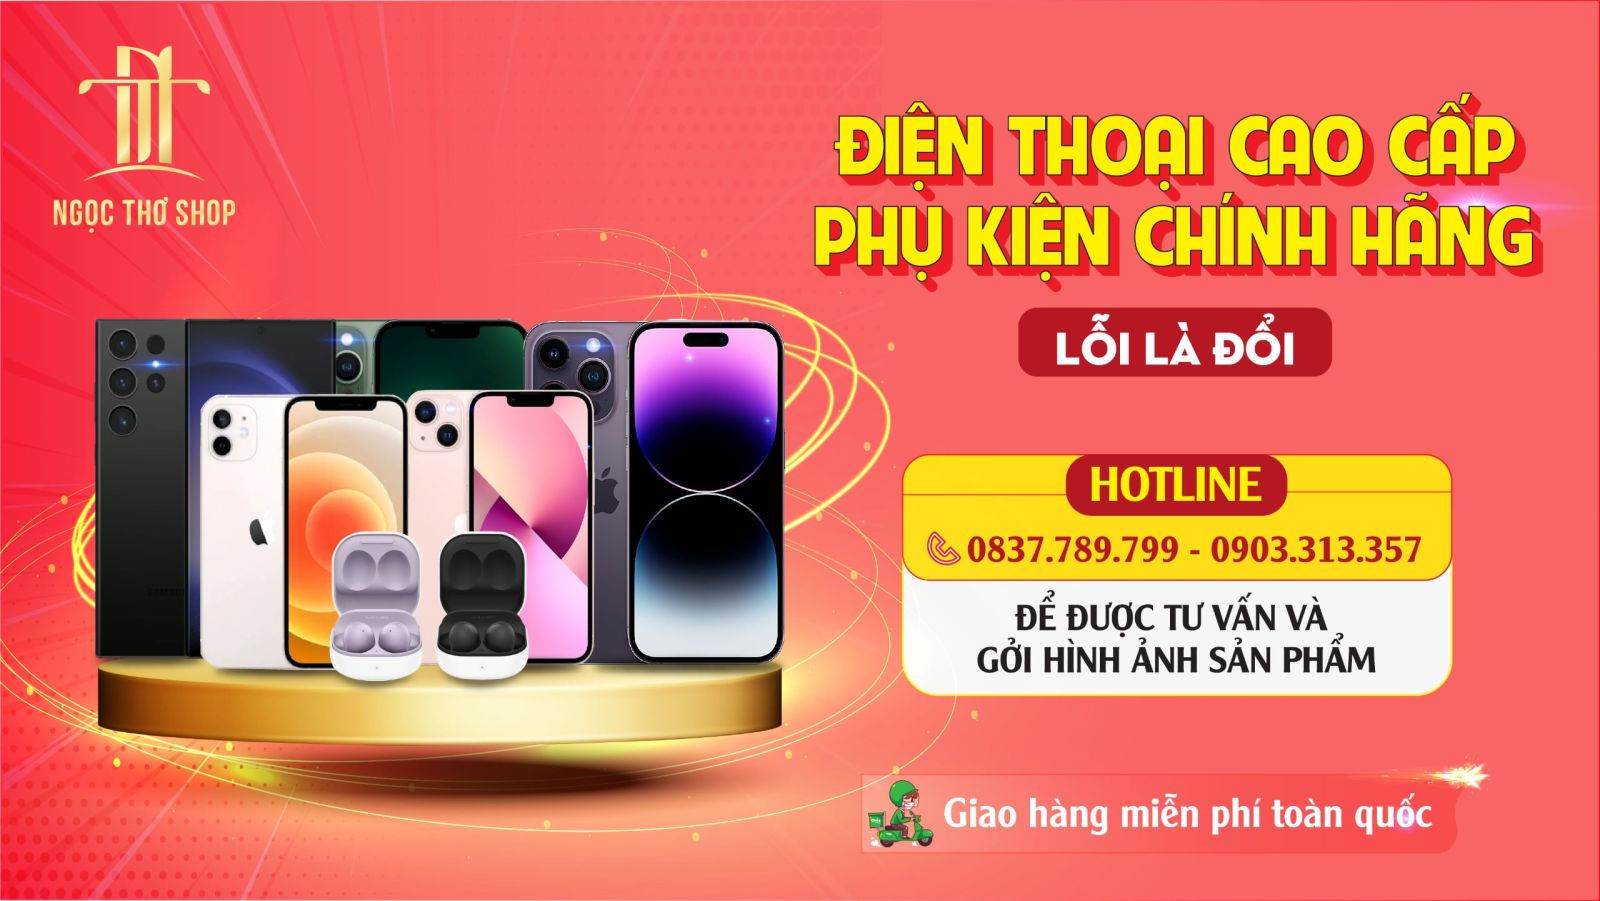 NGỌC THƠ SHOP
ĐIỆN THOẠI CAO CẤP
PHỤ KIỆN CHÍNH HÃNG
LỖI LÀ ĐỔI
HOTLINE
0837.789.799 - 0903.313.357
ĐỂ ĐƯỢC TƯ VẤN VÀ
GỞI HÌNH ẢNH SẢN PHẨM
Giao hàng miễn phí toàn quốc
SAMSUNG